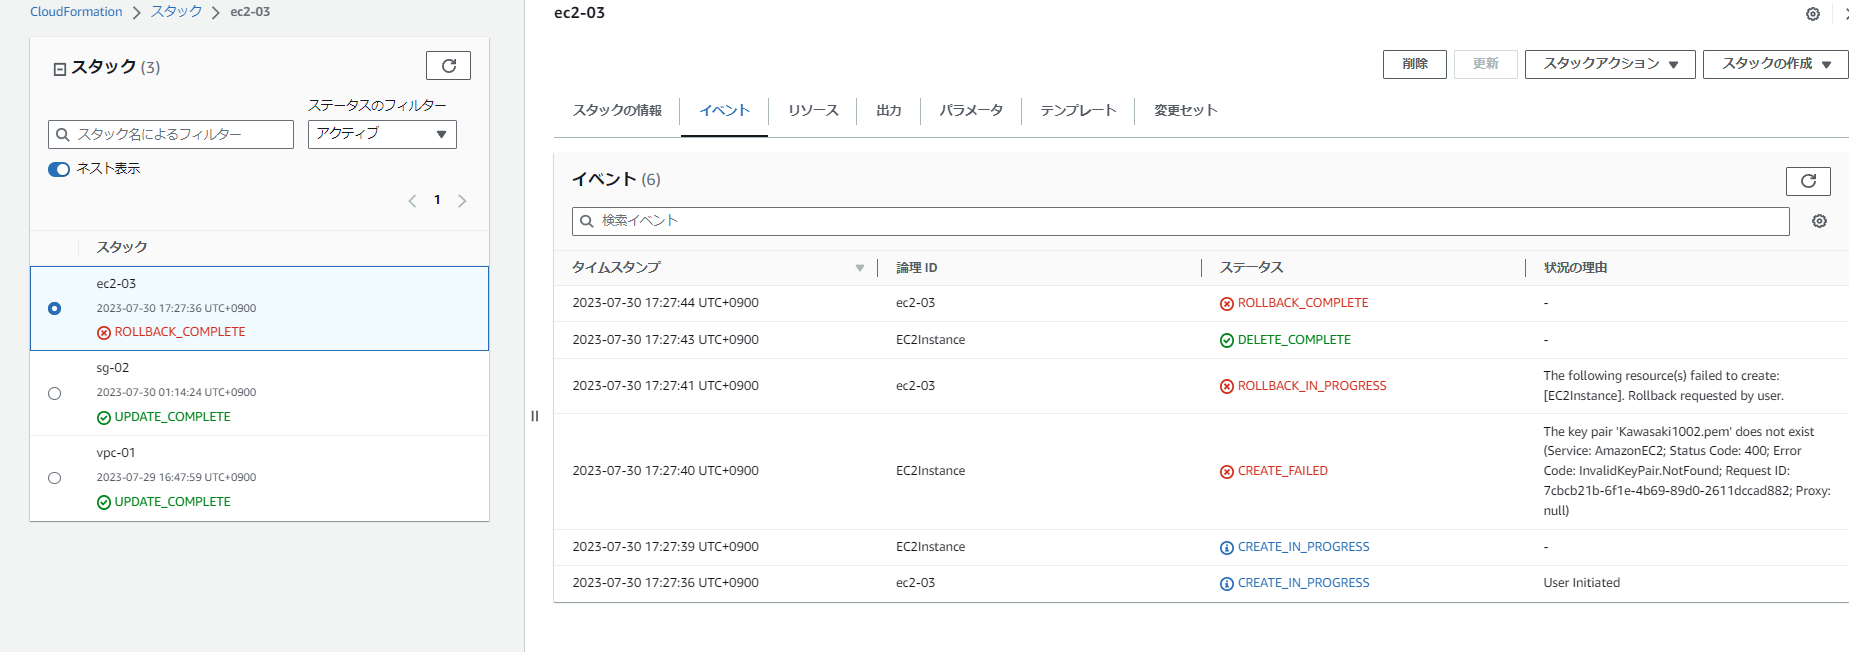 CloudFormation > スタック > ec2-03
スタック (3)
ステータスのフィルター
スタック名によるフィルター
アクティブ
ネスト表示
1
スタック
ec2-03
2023-07-30 17:27:36 UTC+0900
ROLLBACK_COMPLETE
sg-02
2023-07-30 01:14:24 UTC+0900
UPDATE_COMPLETE
vpc-01
2023-07-29 16:47:59 UTC+0900
UPDATE_COMPLETE
ec2-03
削除 更新 スタックアクション スタックの作成
スタックの情報 イベント リソース 出力 パラメータ テンプレート 変更セット
イベント (6)
検索イベント
タイムスタンプ 論理 ID ステータス 状況の理由
2023-07-30 17:27:44 UTC+0900 ec2-03 ROLLBACK_COMPLETE -
2023-07-30 17:27:43 UTC+0900 EC2Instance DELETE_COMPLETE -
2023-07-30 17:27:41 UTC+0900 ec2-03 ROLLBACK_IN_PROGRESS
The following resource(s) failed to create:
[EC2Instance]. Rollback requested by user.
2023-07-30 17:27:40 UTC+0900 EC2Instance CREATE_FAILED
The key pair 'Kawasaki1002.pem' does not exist
(Service: AmazonEC2; Status Code: 400; Error
Code: InvalidKeyPair.NotFound; Request ID:
7cbcb21b-6f1e-4b69-89d0-2611dccad882; Proxy:
null)
2023-07-30 17:27:39 UTC+0900 EC2Instance CREATE_IN_PROGRESS -
2023-07-30 17:27:36 UTC+0900 ec2-03 CREATE_IN_PROGRESS User Initiated